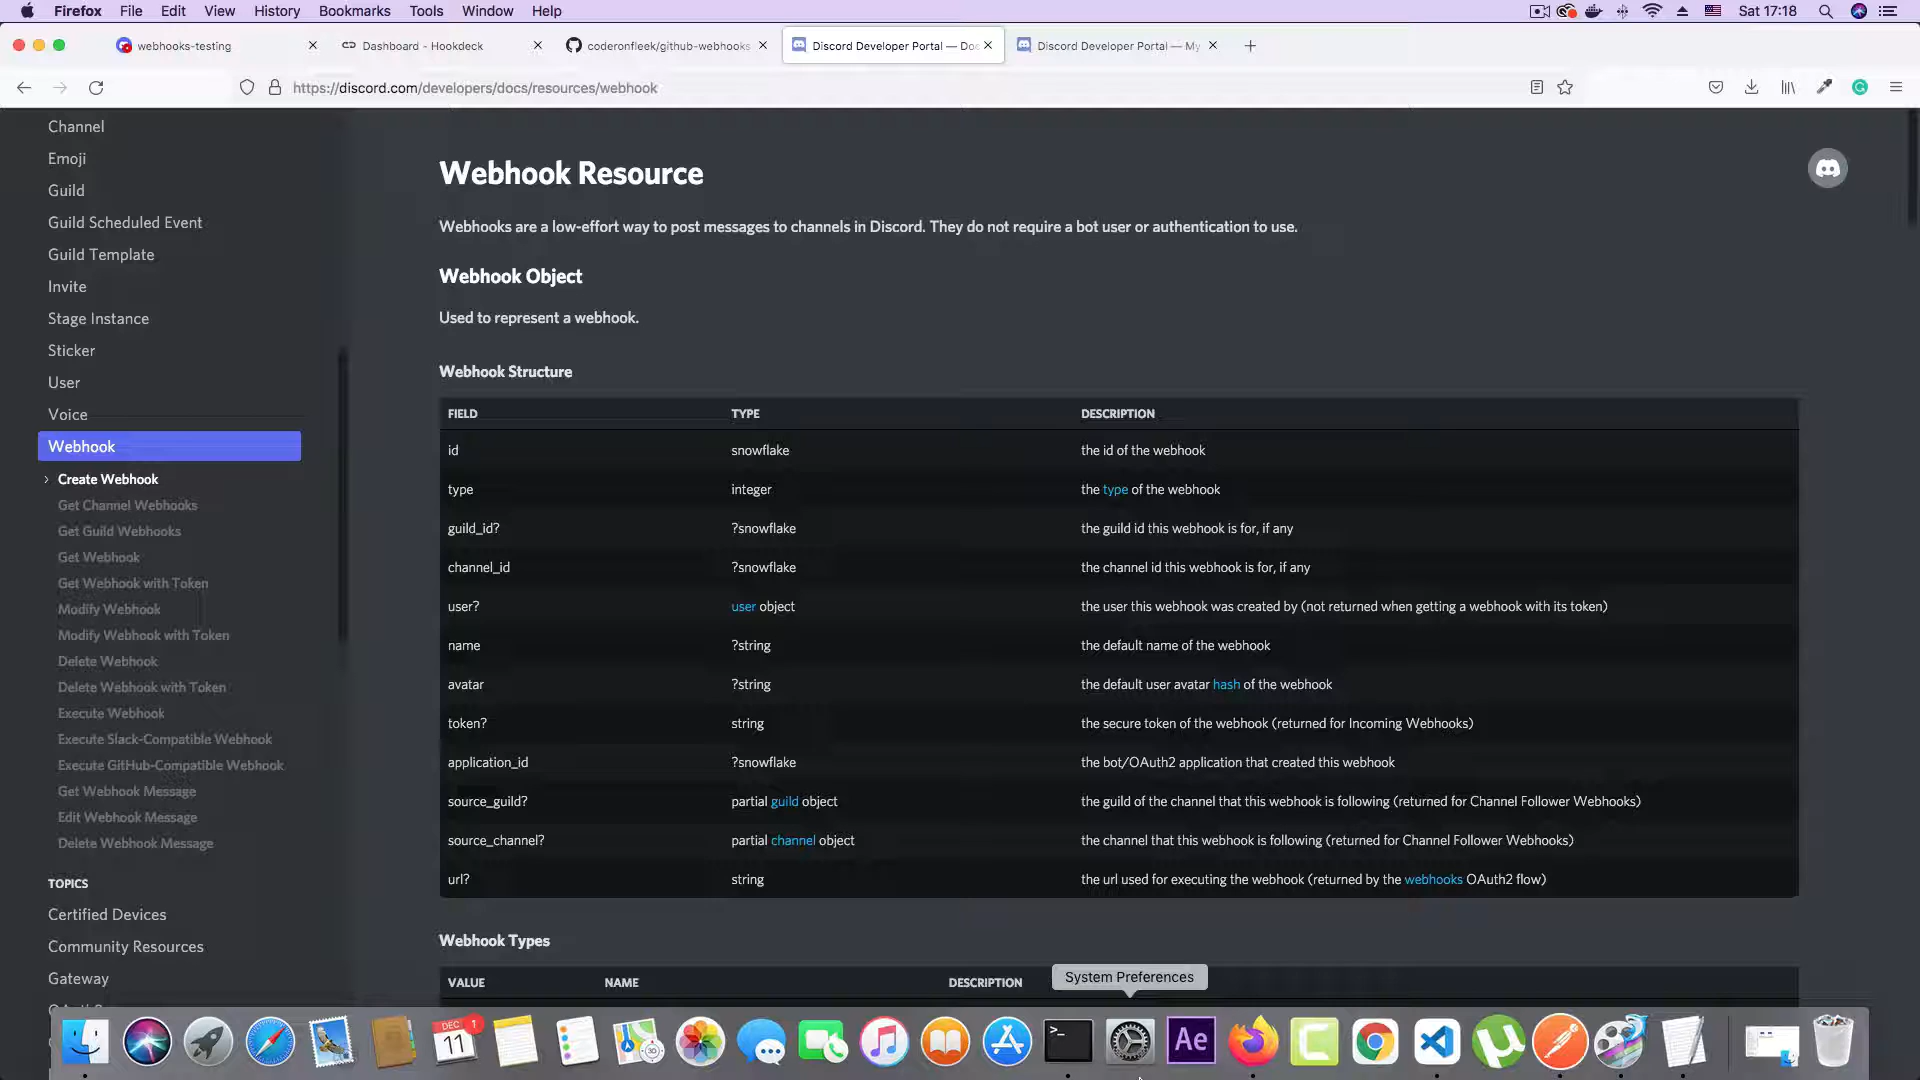 Firefox File Edit View History Bookmarks Tools Window Help Sat 17:18
webhooks-testing Dashboard - Hookdeck coderonfleek/github-webhooks Discord Developer Portal — Doc Discord Developer Portal — My
https://discord.com/developers/docs/resources/webhook
Channel
Emoji
Guild
Guild Scheduled Event
Guild Template
Invite
Stage Instance
Sticker
User
Voice
Webhook
Create Webhook
Get Channel Webhooks
Get Guild Webhooks
Get Webhook
Get Webhook with Token
Modify Webhook
Modify Webhook with Token
Delete Webhook
Delete Webhook with Token
Execute Webhook
Execute Slack-Compatible Webhook
Execute GitHub-Compatible Webhook
Get Webhook Message
Edit Webhook Message
Delete Webhook Message
TOPICS
Certified Devices
Community Resources
Gateway
Webhook Resource
Webhooks are a low-effort way to post messages to channels in Discord. They do not require a bot user or authentication to use.
Webhook Object
Used to represent a webhook.
Webhook Structure
FIELD TYPE DESCRIPTION
id snowflake the id of the webhook
type integer the type of the webhook
guild_id? ?snowflake the guild id this webhook is for, if any
channel_id ?snowflake the channel id this webhook is for, if any
user? user object the user this webhook was created by (not returned when getting a webhook with its token)
name ?string the default name of the webhook
avatar ?string the default user avatar hash of the webhook
token? string the secure token of the webhook (returned for Incoming Webhooks)
application_id ?snowflake the bot/OAuth2 application that created this webhook
source_guild? partial guild object the guild of the channel that this webhook is following (returned for Channel Follower Webhooks)
source_channel? partial channel object the channel that this webhook is following (returned for Channel Follower Webhooks)
url? string the url used for executing the webhook (returned by the webhooks OAuth2 flow)
Webhook Types
VALUE NAME DESCRIPTION
System Preferences
DEC 1
11
>_
Ae